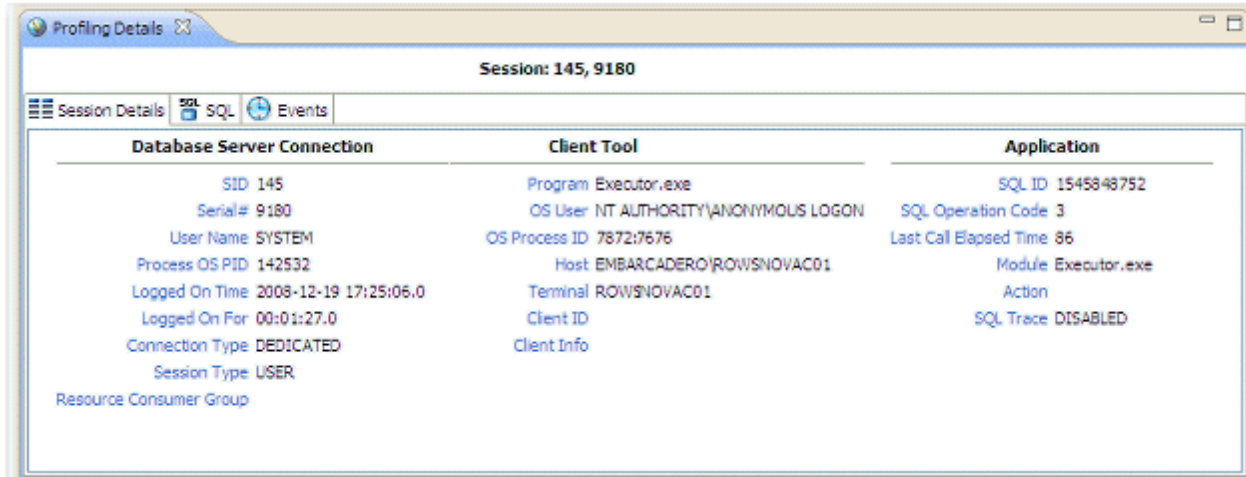 Profiling Details
Session: 145, 9180
Session Details SQL Events
Database Server Connection
SID 145
Serial# 9180
User Name SYSTEM
Process OS PID 142532
Logged On Time 2008-12-19 17:25:06.0
Logged On For 00:01:27.0
Connection Type DEDICATED
Session Type USER
Resource Consumer Group
Client Tool
Program Executor.exe
OS User NT AUTHORITY\ANONYMOUS LOGON
OS Process ID 7872:7676
Host EMBARCADERO\ROWSNOVAC01
Terminal ROWSNOVAC01
Client ID
Client Info
Application
SQL ID 1545848752
SQL Operation Code 3
Last Call Elapsed Time 86
Module Executor.exe
Action
SQL Trace DISABLED